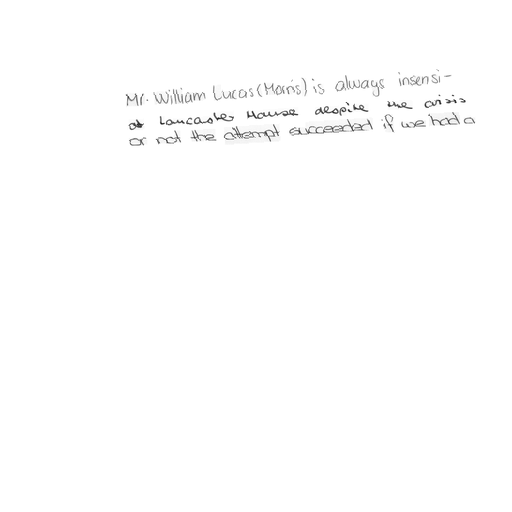 Mr. William Lucas (Morris) is always insensi-
at Lancaster House despite the crisis
or not the attempt succeeded if we had a